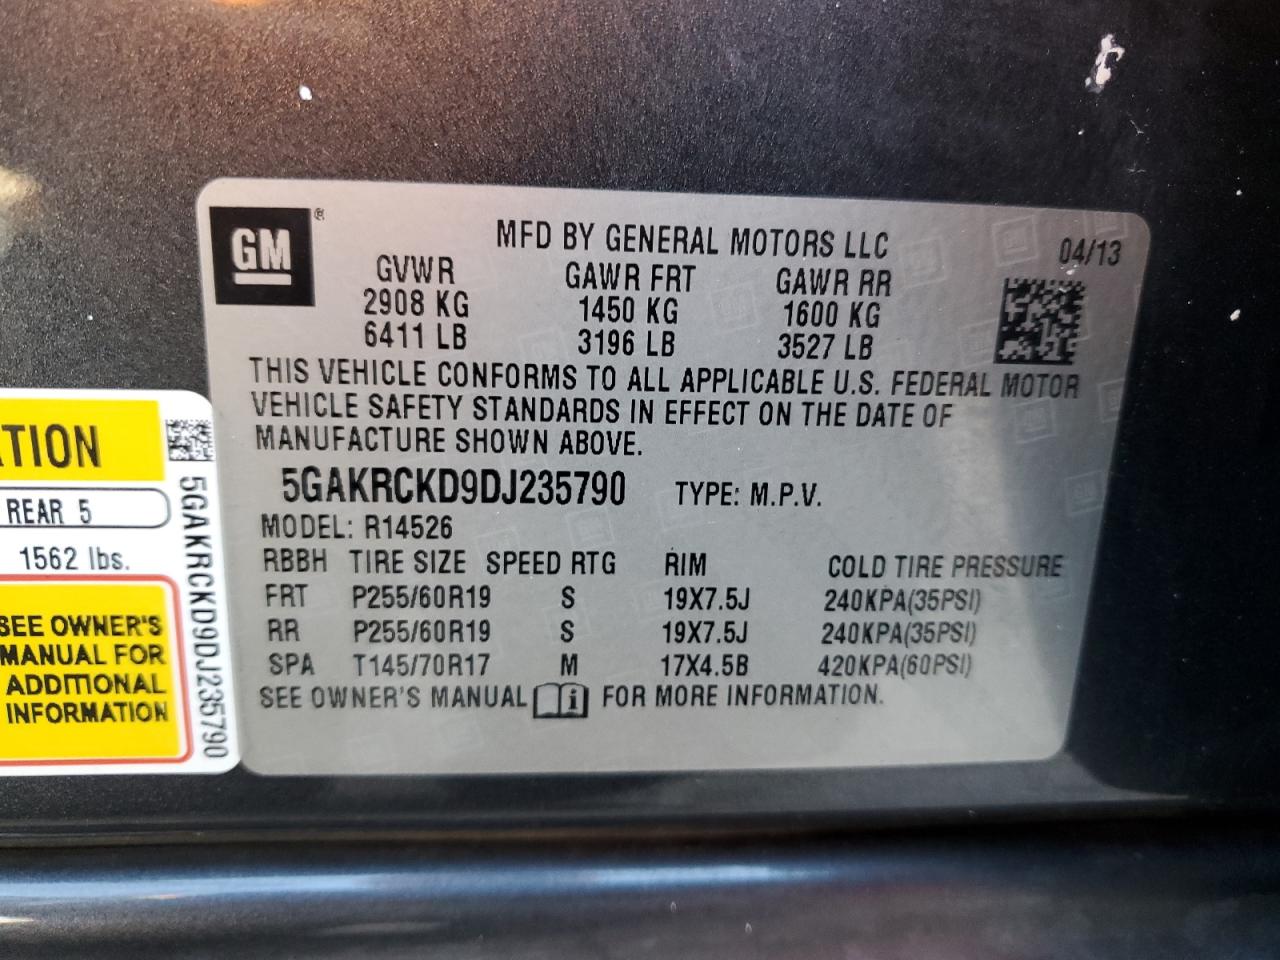 GM ®
MFD BY GENERAL MOTORS LLC 04/13
GVWR GAWR FRT GAWR RR
2908 KG 1450 KG 1600 KG
6411 LB 3196 LB 3527 LB
THIS VEHICLE CONFORMS TO ALL APPLICABLE U.S. FEDERAL MOTOR
VEHICLE SAFETY STANDARDS IN EFFECT ON THE DATE OF
MANUFACTURE SHOWN ABOVE.
5GAKRCKD9DJ235790 TYPE: M.P.V.
MODEL: R14526
RBBH TIRE SIZE SPEED RTG RIM COLD TIRE PRESSURE
FRT P255/60R19 S 19X7.5J 240KPA(35PSI)
RR P255/60R19 S 19X7.5J 240KPA(35PSI)
SPA T145/70R17 M 17X4.5B 420KPA(60PSI)
SEE OWNER'S MANUAL i FOR MORE INFORMATION.
TION
REAR 5
1562 lbs.
SEE OWNER'S
MANUAL FOR
ADDITIONAL
INFORMATION
5GAKRCKD9DJ235790